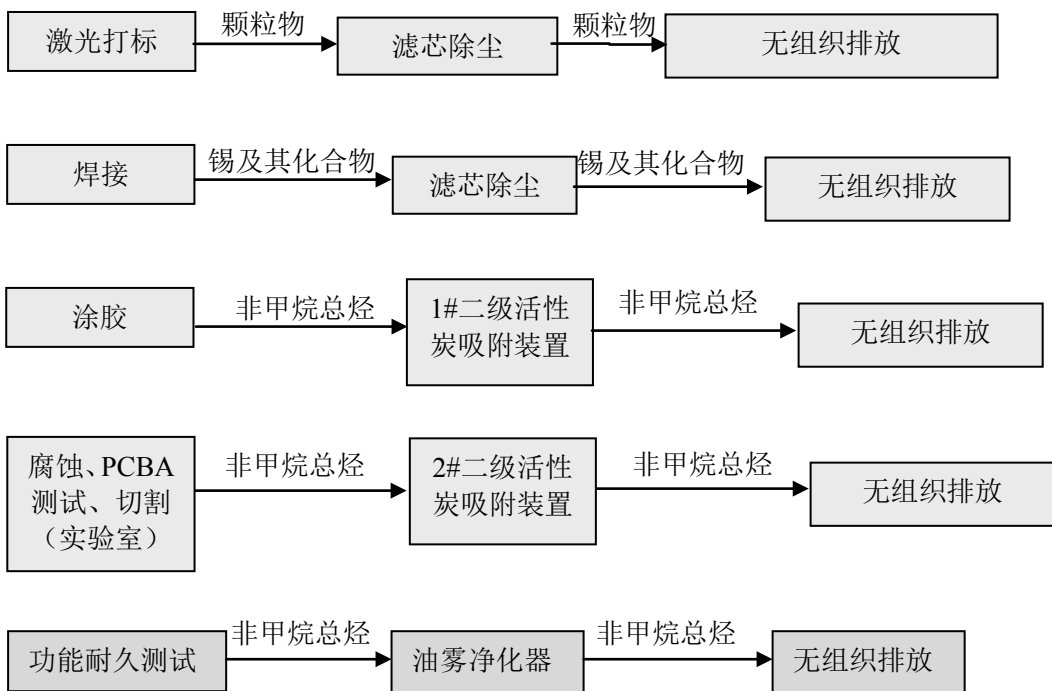 激光打标 颗粒物 滤芯除尘 颗粒物 无组织排放
焊接 锡及其化合物 滤芯除尘 锡及其化合物 无组织排放
涂胶 非甲烷总烃 1#二级活性 非甲烷总烃 无组织排放
炭吸附装置
腐蚀、PCBA 非甲烷总烃 2#二级活性 非甲烷总烃 无组织排放
测试、切割 炭吸附装置
（实验室）
功能耐久测试 非甲烷总烃 油雾净化器 非甲烷总烃 无组织排放